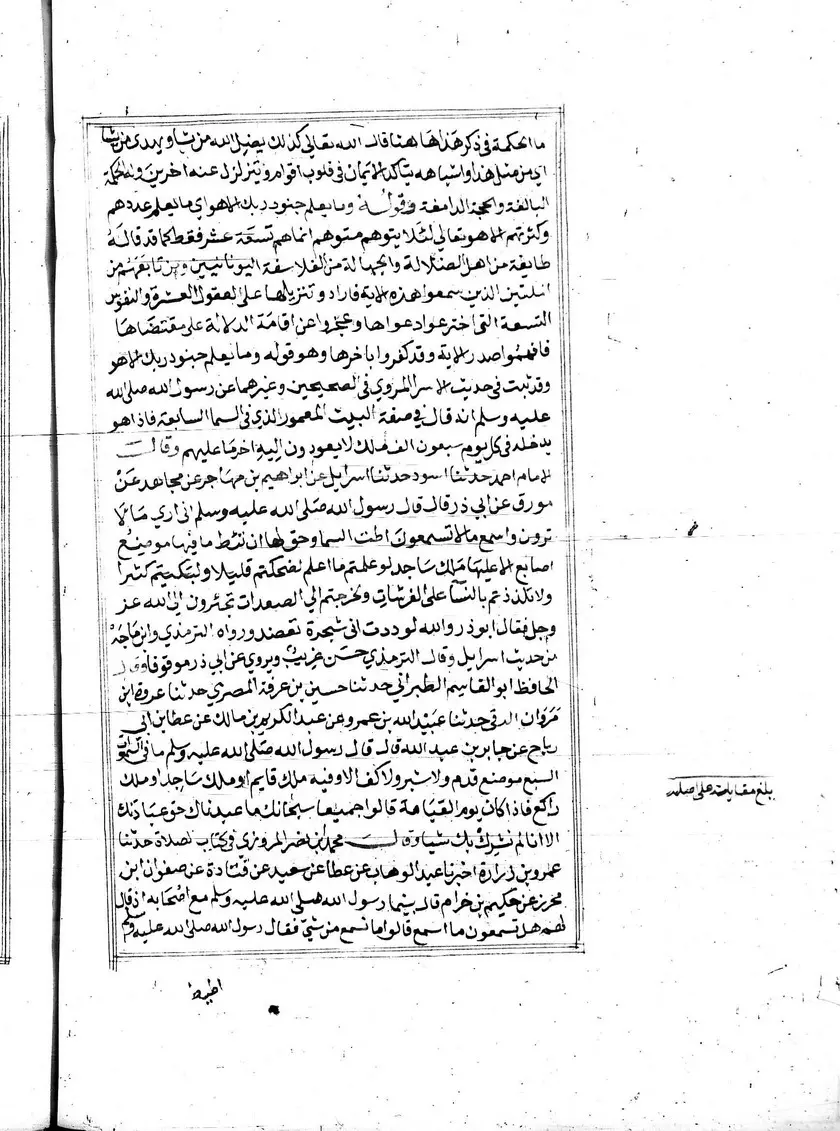 ما الحكمة في ذكر هذا هاهنا قال الله تعالي كذلك يضل الله من يشا ويهدي من يشا
اي من مثل هذا واشباهه يتاكد الايمان في قلوب اقوام ويتزلزل عنه اخرين وله الحكمة
البالغة والحجة الدامغة وقوله وما يعلم جنود ربك الا هو اي ما يعلم عددهم
وكثرتهم الا هو تعالي لئلا يتوهم متوهم انما هم تسعة عشر فقط كما قد قاله
طايفة من اهل الضلالة والجهالة من الفلاسفة اليونانيين ومن تابعهم من
الملتين الذين سمعوا هذه الاية فاراد وتنزيلها على العقول العشرة والنفوس
التسعة التي اخترعوا دعواها وعجزوا عن اقامة الدلالة على مقتضاها
فافهموا صدر الاية وقد كفروا باخرها وهو قوله وما يعلم جنود ربك الا هو
وقد ثبت في حديث الاسرا المروي في الصحيحين وغيرهما عن رسول الله صلى الله
عليه وسلم انه قال في صفة البيت المعمور الذي في السما السابعة فاذا هو
يدخله في كل يوم سبعون الف ملك لا يعودون اليه اخر ما عليهم وقال
الامام احمد حدثنا اسود حدثنا اسرايل عن ابراهيم بن مهاجر عن مجاهد عن
مورق عن ابي ذر قال قال رسول الله صلى الله عليه وسلم اني اري ما لا
ترون واسمع ما لا تسمعون اطت السما وحق لها ان تئط ما فيها موضع
اصابع الا عليها ملك ساجد لو علمتم ما اعلم لضحكتم قليلا ولبكيتم كثيرا
ولا تلذذتم بالنسآ على الفرشات ولخرجتم الي الصعدات تجئرون الى الله عز
وجل فقال ابو ذر والله لوددت اني شجرة تعضد ورواه الترمذي وابن ماجه
من حديث اسرايل وقال الترمذي حسن غريب ويروي عن ابي ذر موقوفا وقال
الحافظ ابو القاسم الطبراني حدثنا حسين بن عرفة المصري حدثنا عروة ابن
مروان الرقي حدثنا عبيد الله بن عمرو عن عبد الكريم بن مالك عن عطا بن ابي
رباح عن جابر بن عبد الله قال قال رسول الله صلى الله عليه وسلم ما في السموات
السبع موضع قدم ولا شبر ولا كف الا وفيه ملك قايم او ملك ساجد او ملك
راكع فاذا كان يوم القيامة قالوا جميعا سبحانك ما عبدناك حق عبادتك
الا انا لم نشرك بك شيا وقال محمد ابن نصر المروزي في كتاب الصلاة حدثنا
عمرو بن زرارة اخبرنا عبد الوهاب عن عطا عن سعيد عن قتادة عن صفوان ابن
محرز عن حكيم بن حزام قال بينما رسول الله صلى الله عليه وسلم مع اصحابه اذ قال
لهم هل تسمعون ما اسمع قالوا ما نسمع من شي فقال رسول الله صلى الله عليه وسلم
اطيط
بلغ مقابلة على اصله